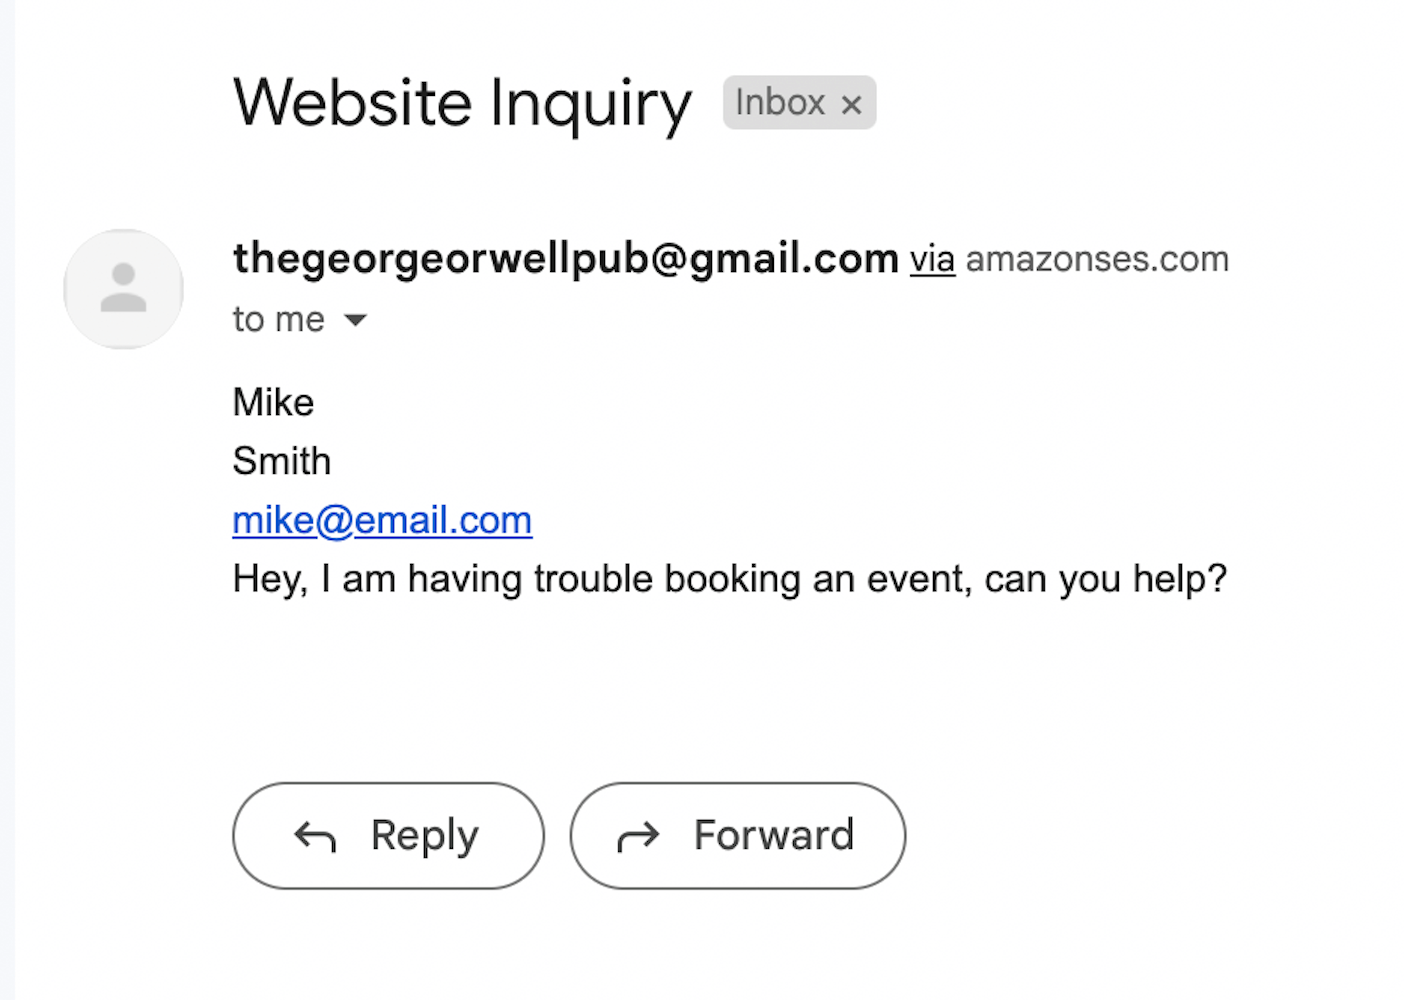 Website Inquiry Inbox ×
thegeorgeorwellpub@gmail.com via amazonses.com
to me
Mike
Smith
mike@email.com
Hey, I am having trouble booking an event, can you help?
Reply Forward